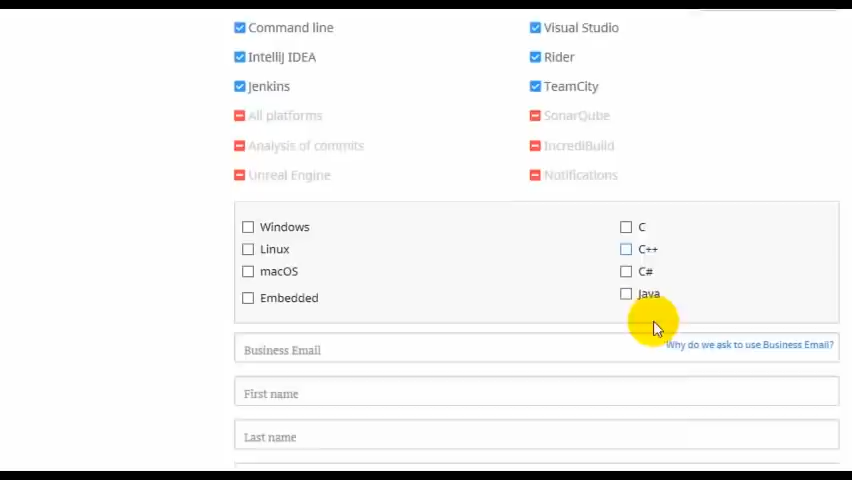 Command line Visual Studio
IntelliJ IDEA Rider
Jenkins TeamCity
All platforms SonarQube
Analysis of commits IncrediBuild
Unreal Engine Notifications
Windows C
Linux C++
macOS C#
Embedded Java
Business Email Why do we ask to use Business Email?
First name
Last name